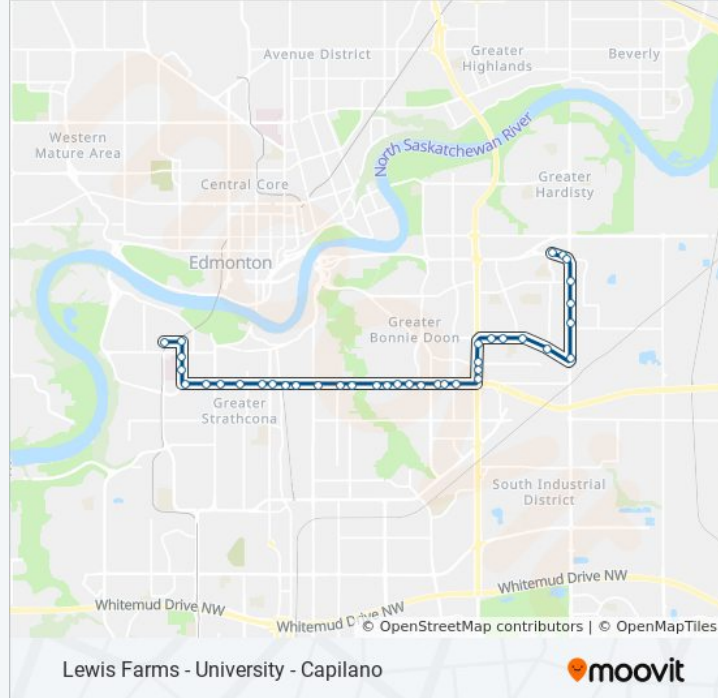 Avenue District
Greater
Highlands
Beverly
Western
Mature Area
North Saskatchewan River
Central Core
Greater
Hardisty
Edmonton
Greater
Bonnie Doon
Greater
Strathcona
South Industrial
District
Whitemud Drive NW
Whitemud Drive NW
Whitemud Drive NW
© OpenStreetMap contributors | © OpenMapTiles
Lewis Farms - University - Capilano
moovit